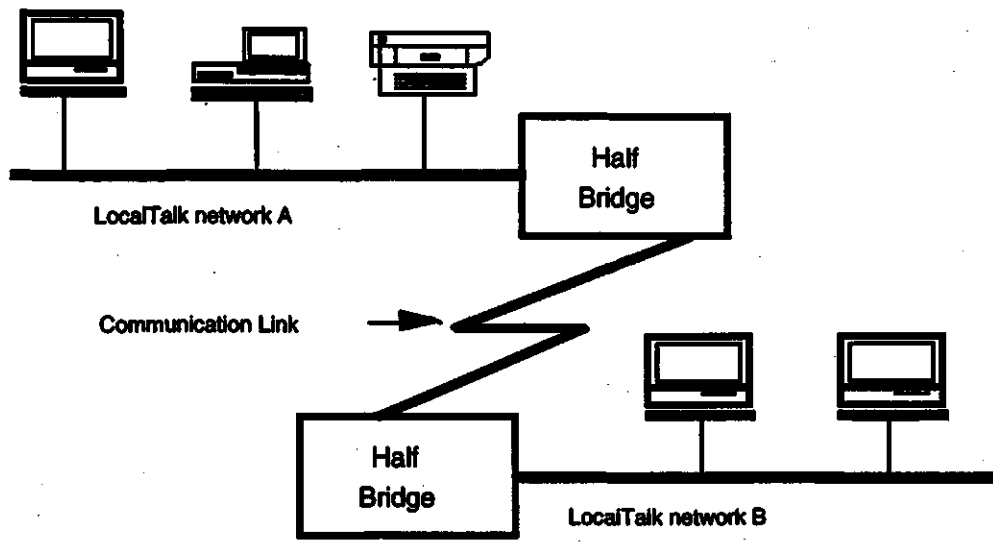 Half
Bridge
LocalTalk network A
Communication Link
Half
Bridge
LocalTalk network B